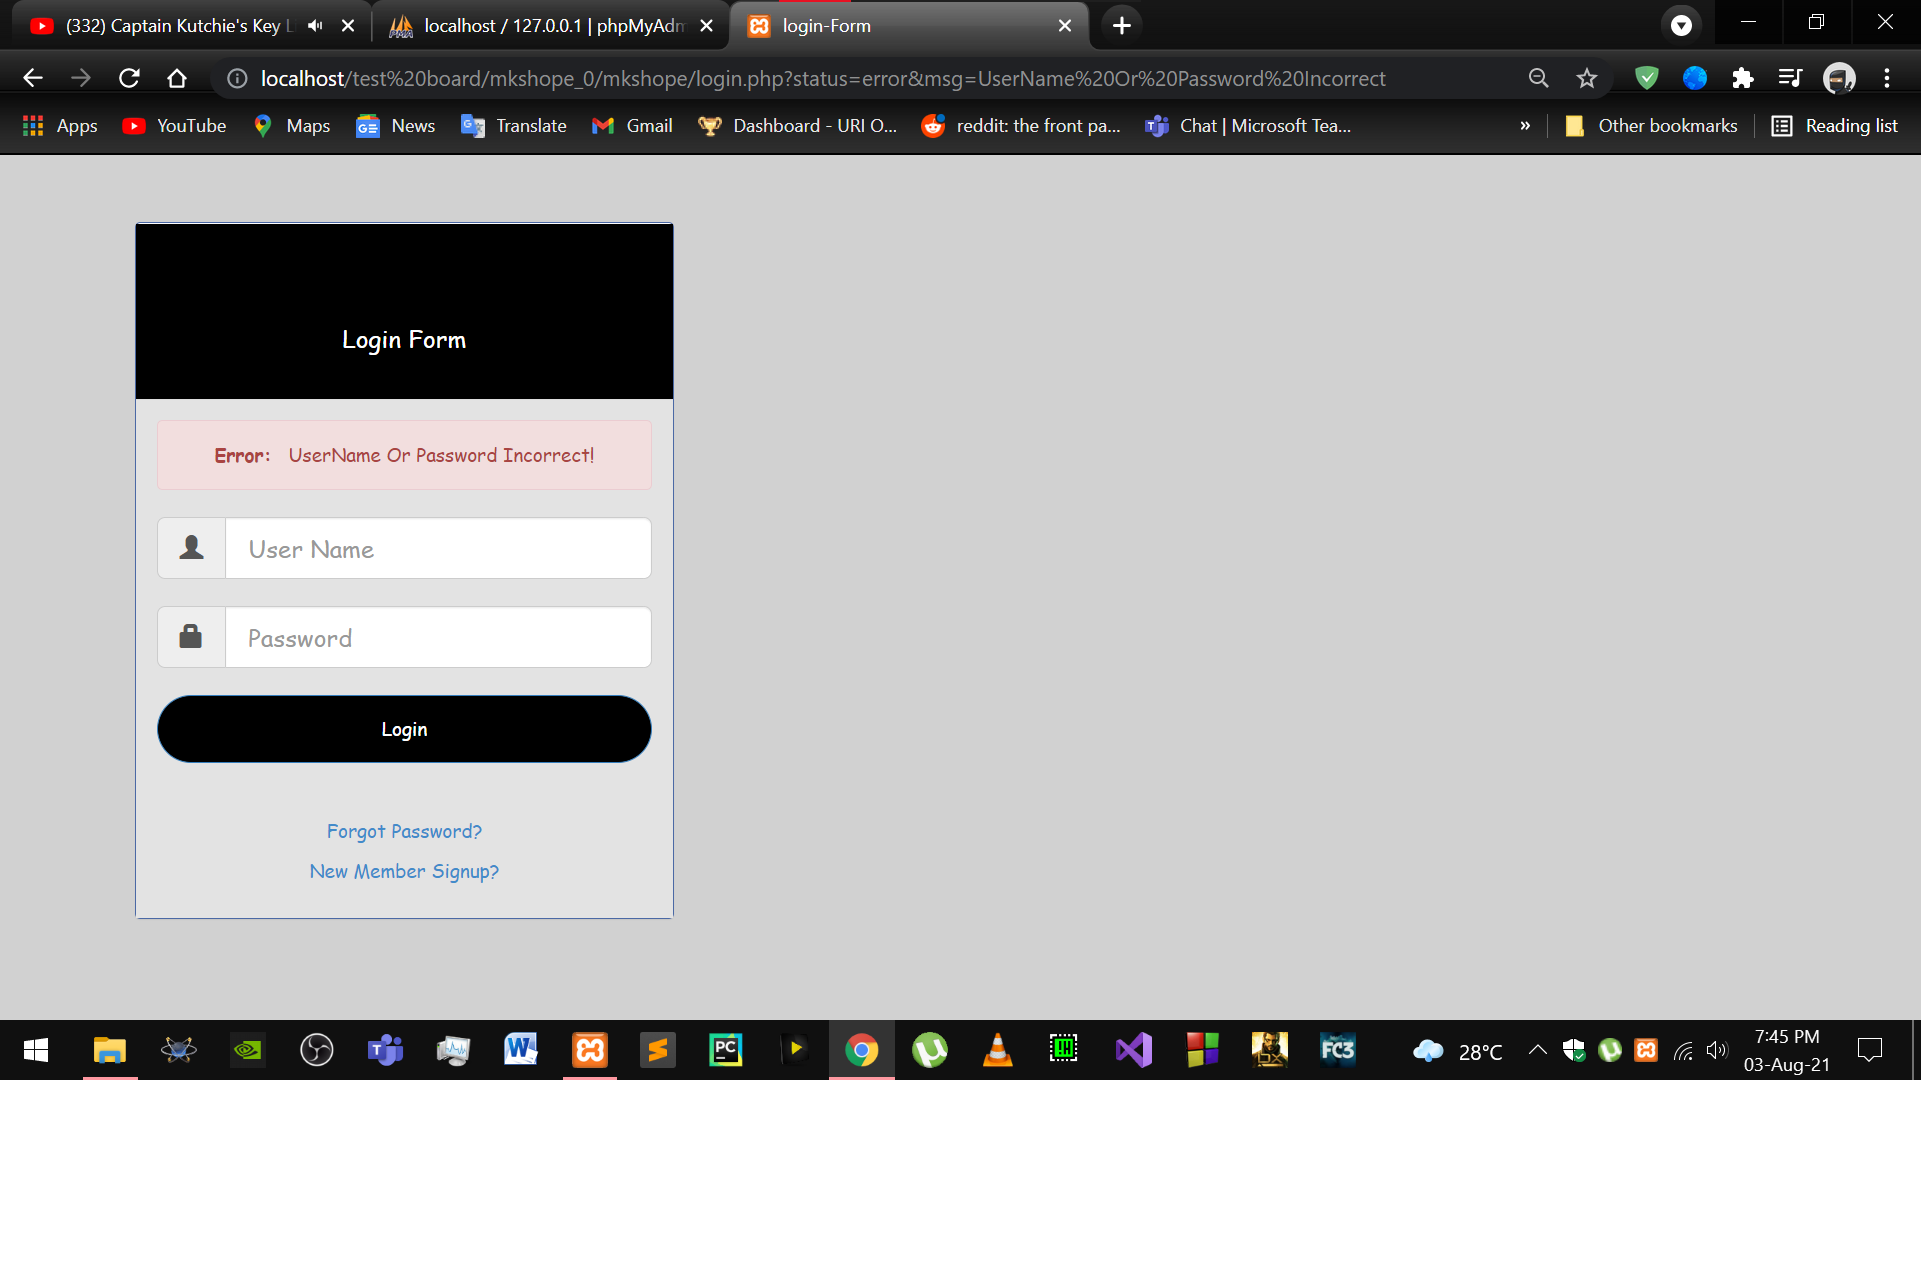 (332) Captain Kutchie's Key L
localhost / 127.0.0.1 | phpMyAdm
login-Form
localhost/test%20board/mkshope_0/mkshope/login.php?status=error&msg=UserName%20Or%20Password%20Incorrect
Apps
YouTube
Maps
News
Translate
Gmail
Dashboard - URI O...
reddit: the front pa...
Chat | Microsoft Tea...
»
Other bookmarks
Reading list
Login Form
Error: UserName Or Password Incorrect!
User Name
Password
Login
Forgot Password?
New Member Signup?
PC
FC3
28°C
7:45 PM
03-Aug-21